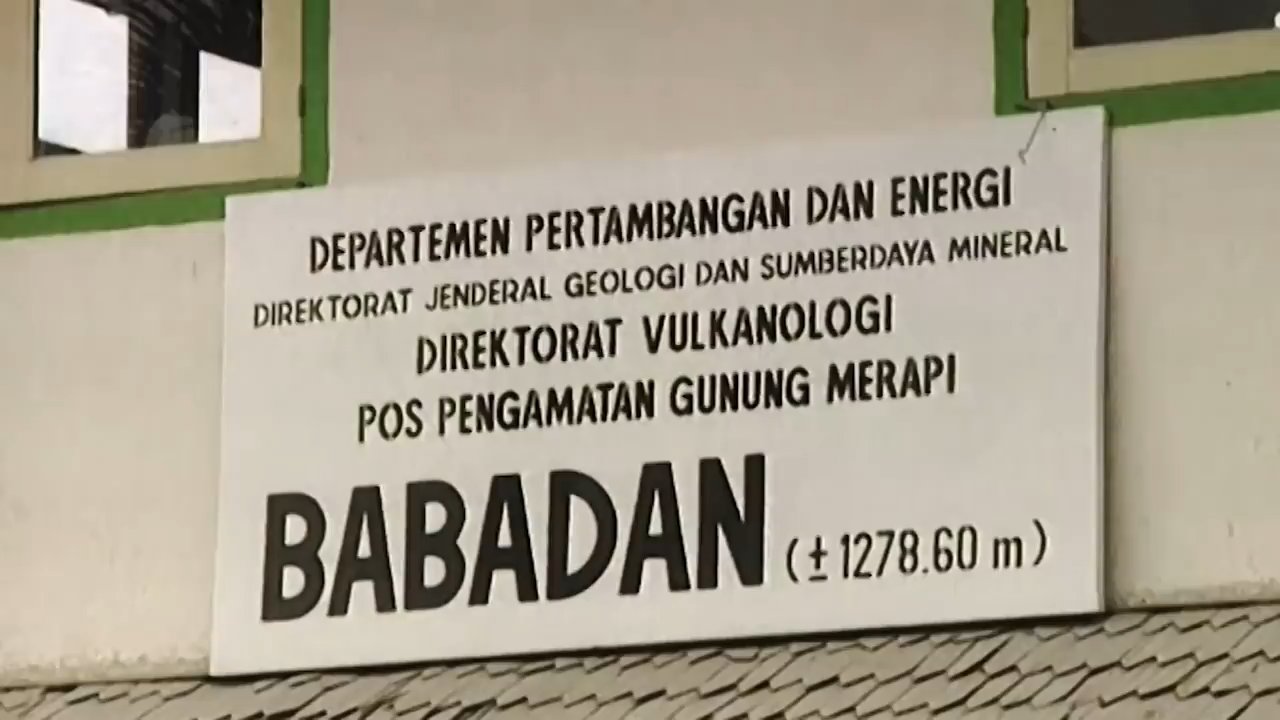 DEPARTEMEN PERTAMBANGAN DAN ENERGI
DIREKTORAT JENDERAL GEOLOGI DAN SUMBERDAYA MINERAL
DIREKTORAT VULKANOLOGI
POS PENGAMATAN GUNUNG MERAPI
BABADAN (± 1278.60 m)